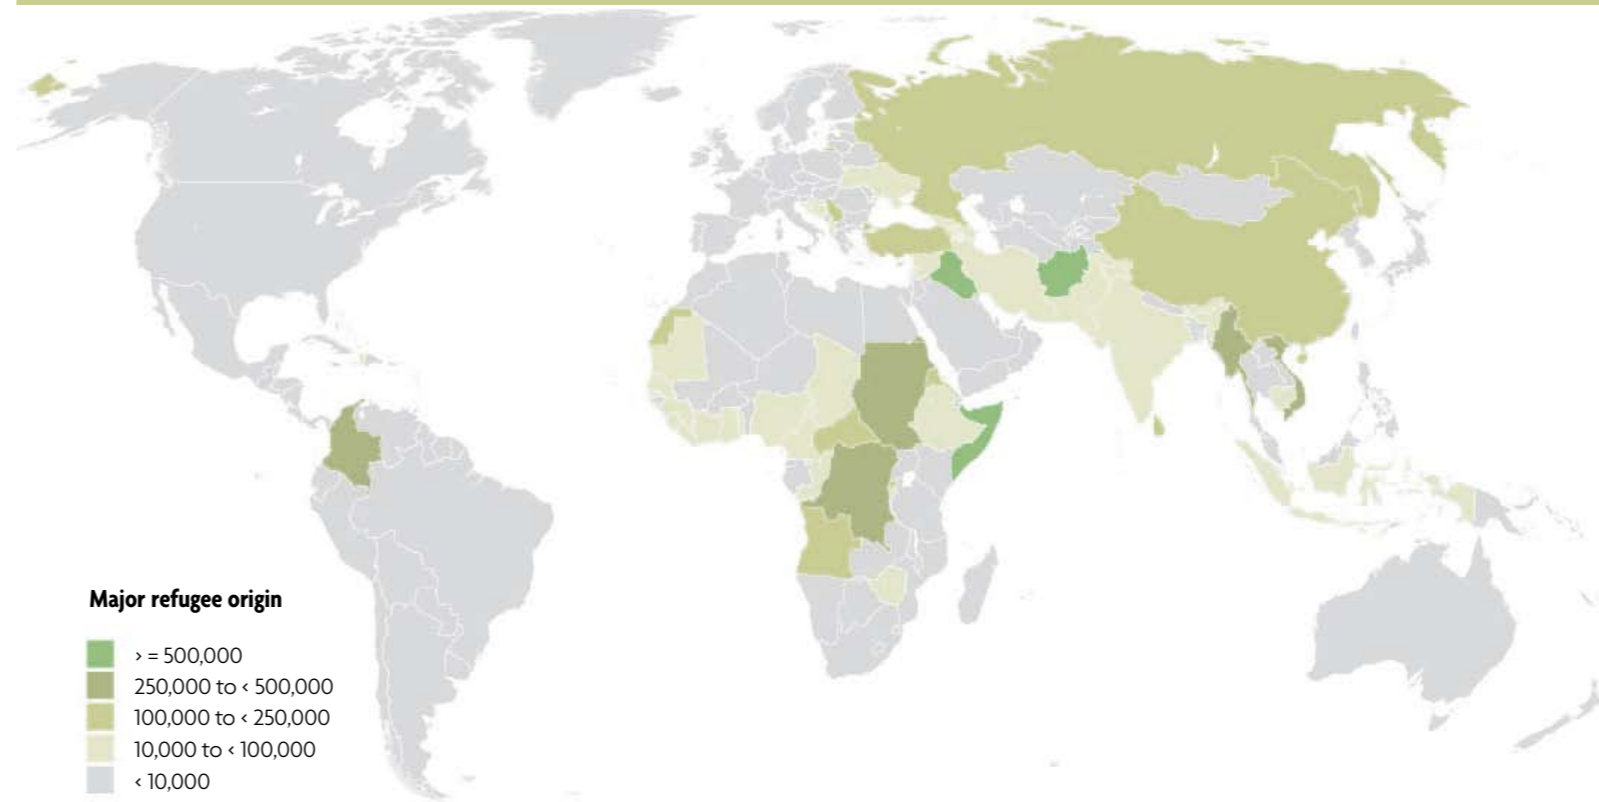 Major refugee origin
> = 500,000
250,000 to < 500,000
100,000 to < 250,000
10,000 to < 100,000
< 10,000